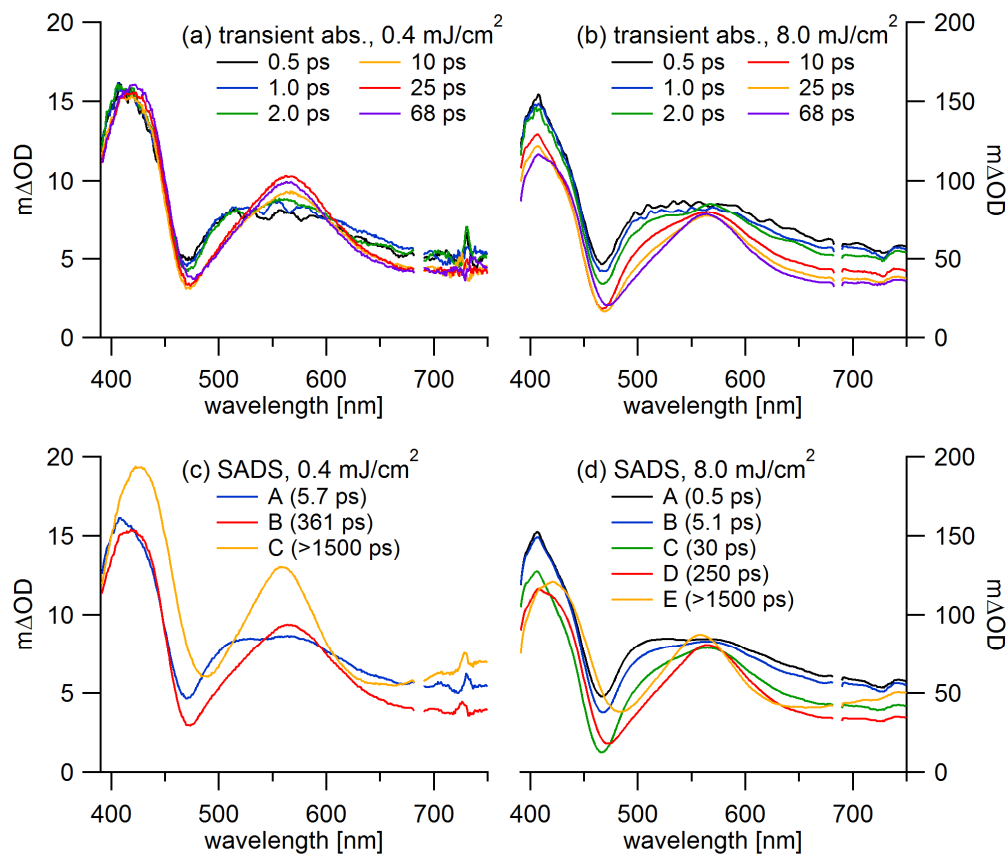 (a) transient abs., 0.4 mJ/cm²
0.5 ps 10 ps
1.0 ps 25 ps
2.0 ps 68 ps
20
15
10
5
0
mΔOD
400 500 600 700
wavelength [nm]
(b) transient abs., 8.0 mJ/cm²
0.5 ps 10 ps
1.0 ps 25 ps
2.0 ps 68 ps
200
150
100
50
0
mΔOD
400 500 600 700
wavelength [nm]
(c) SADS, 0.4 mJ/cm²
A (5.7 ps)
B (361 ps)
C (>1500 ps)
20
15
10
5
0
mΔOD
400 500 600 700
wavelength [nm]
(d) SADS, 8.0 mJ/cm²
A (0.5 ps)
B (5.1 ps)
C (30 ps)
D (250 ps)
E (>1500 ps)
200
150
100
50
0
mΔOD
400 500 600 700
wavelength [nm]